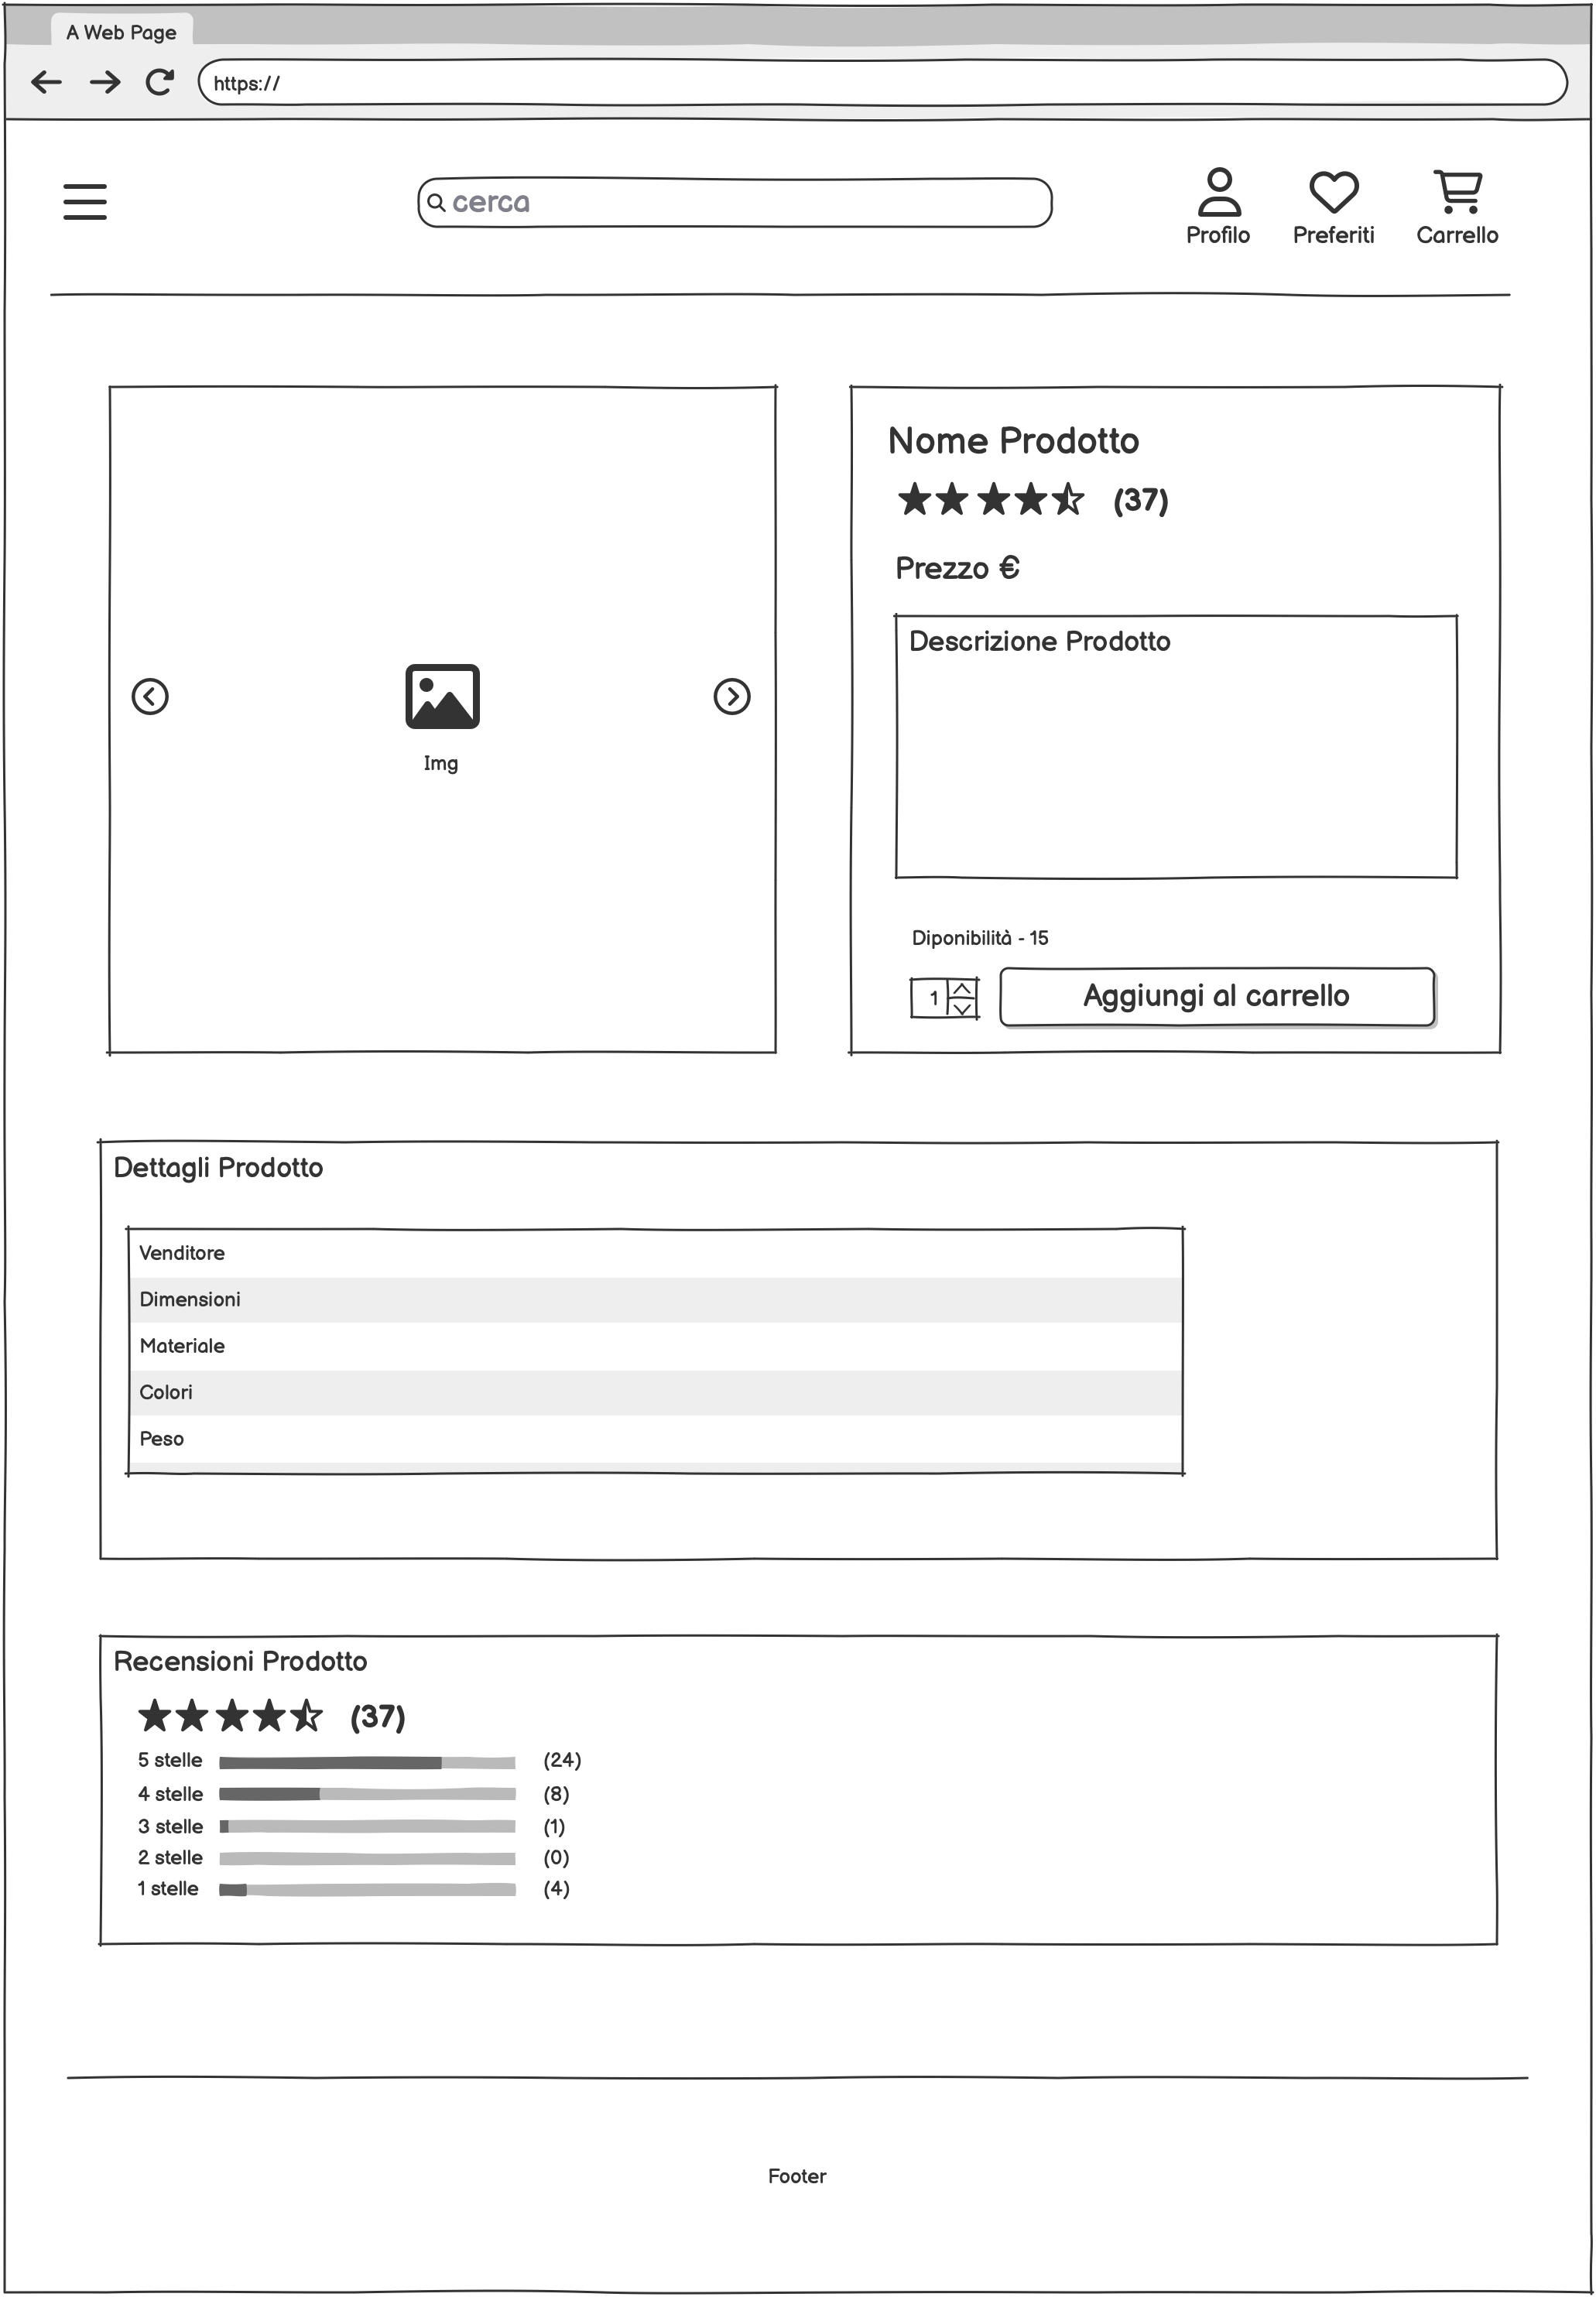 A Web Page
https://
cerca
Profilo Preferiti Carrello
Nome Prodotto
(37)
Prezzo €
Descrizione Prodotto
Img
Diponibilità - 15
1
Aggiungi al carrello
Dettagli Prodotto
Venditore
Dimensioni
Materiale
Colori
Peso
Recensioni Prodotto
(37)
5 stelle (24)
4 stelle (8)
3 stelle (1)
2 stelle (0)
1 stelle (4)
Footer